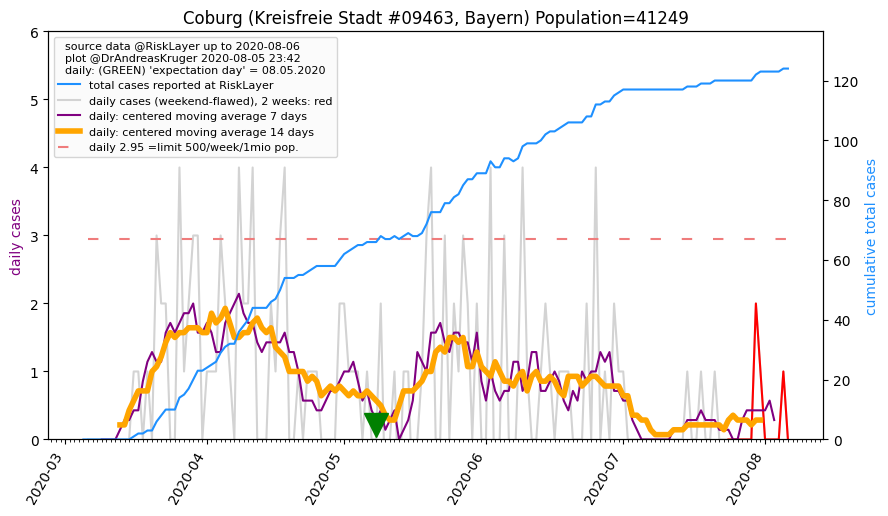 Coburg (Kreisfreie Stadt #09463, Bayern) Population=41249
source data @RiskLayer up to 2020-08-06
plot @DrAndreasKruger 2020-08-05 23:42
daily: (GREEN) 'expectation day' = 08.05.2020
total cases reported at RiskLayer
daily cases (weekend-flawed), 2 weeks: red
daily: centered moving average 7 days
daily: centered moving average 14 days
daily 2.95 =limit 500/week/1mio pop.
daily cases
6
5
4
3
2
1
0
cumulative total cases
120
100
80
60
40
20
0
2020-03
2020-04
2020-05
2020-06
2020-07
2020-08